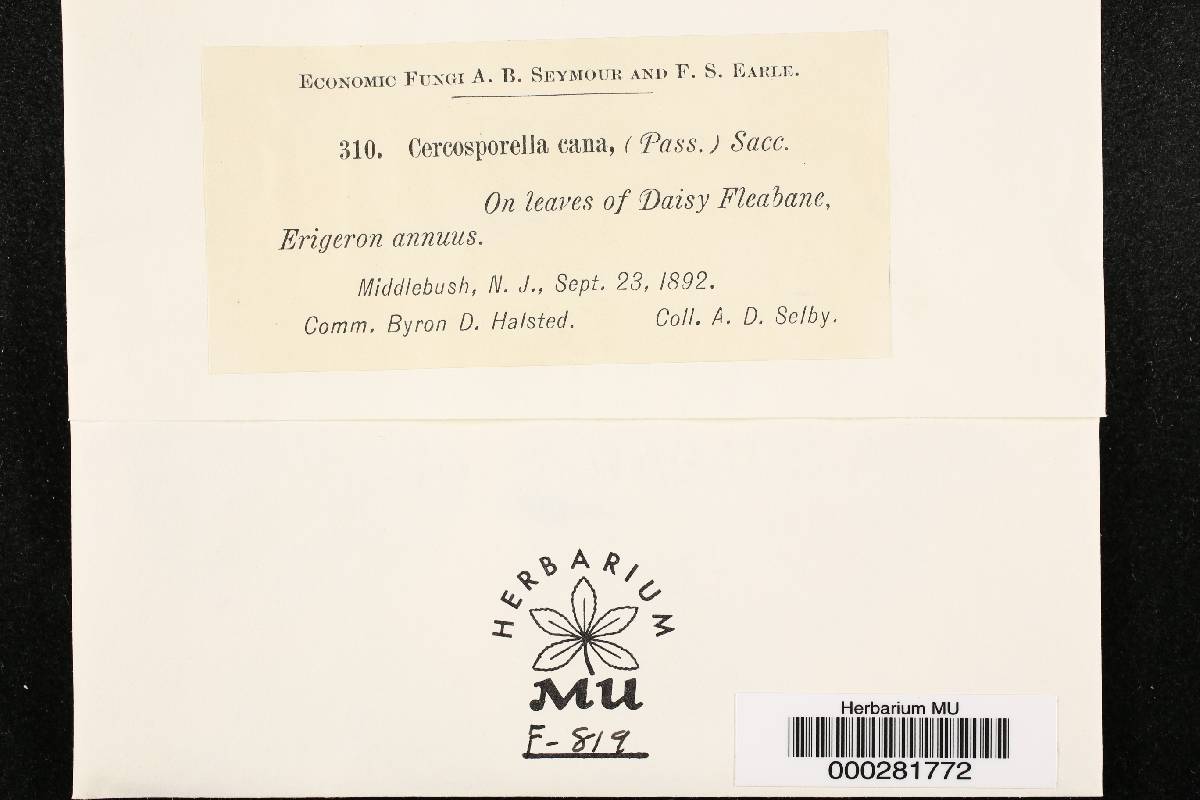 Economic Fungi A. B. Seymour and F. S. Earle.
310. Cercosporella cana, (Pass.) Sacc.
On leaves of Daisy Fleabane,
Erigeron annuus.
Middlebush, N. J., Sept. 23, 1892.
Comm. Byron D. Halsted. Coll. A. D. Selby.
HERBARIUM
MU
F-819
Herbarium MU
000281772